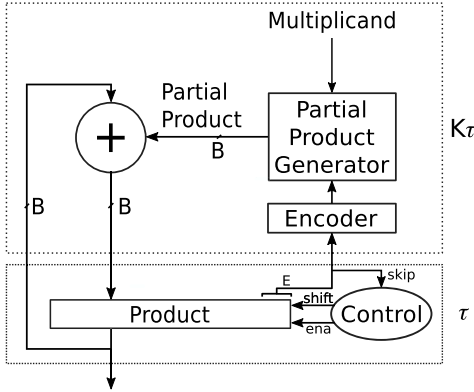 Multiplicand
Partial
Product
B
Partial
Product
Generator
Kτ
+
B
B
Encoder
E
skip
shift
Product
Control
ena
τ